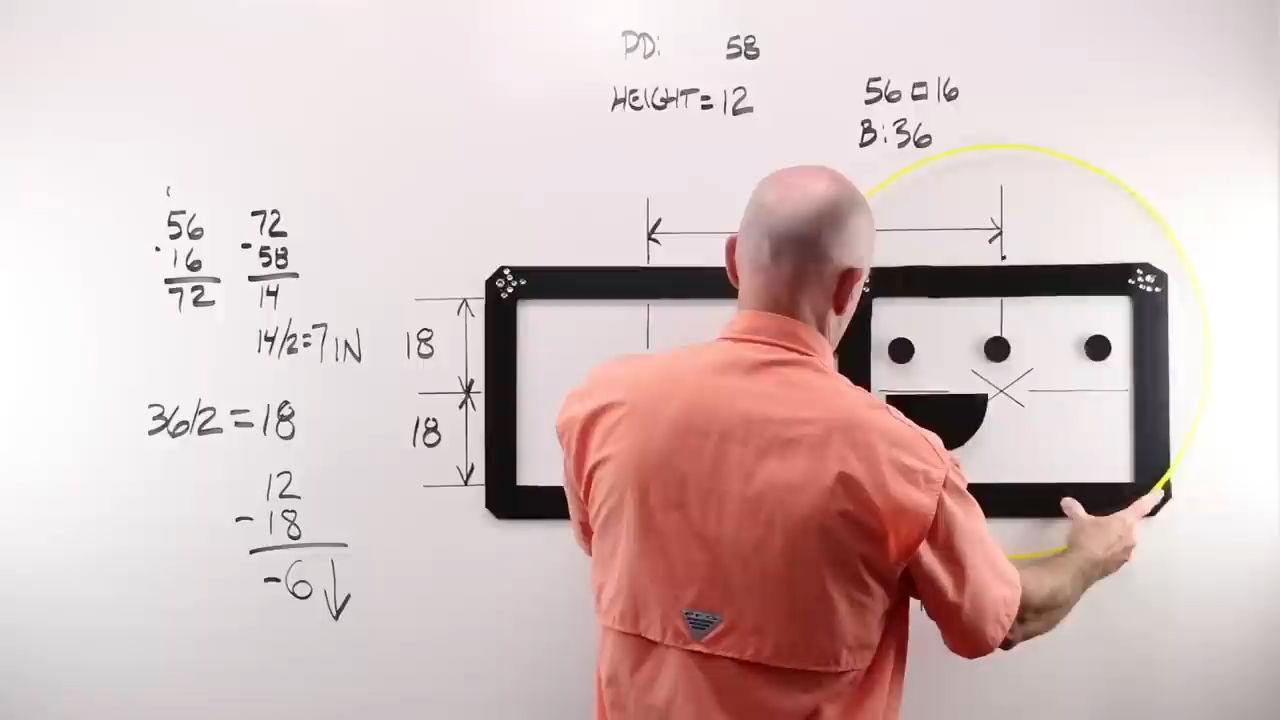 PD: 58
HEIGHT = 12
56 □ 16
B: 36
56
16
72
72
- 58
14
14/2 = 7 IN
36/2 = 18
12
- 18
-6 ↓
18
18